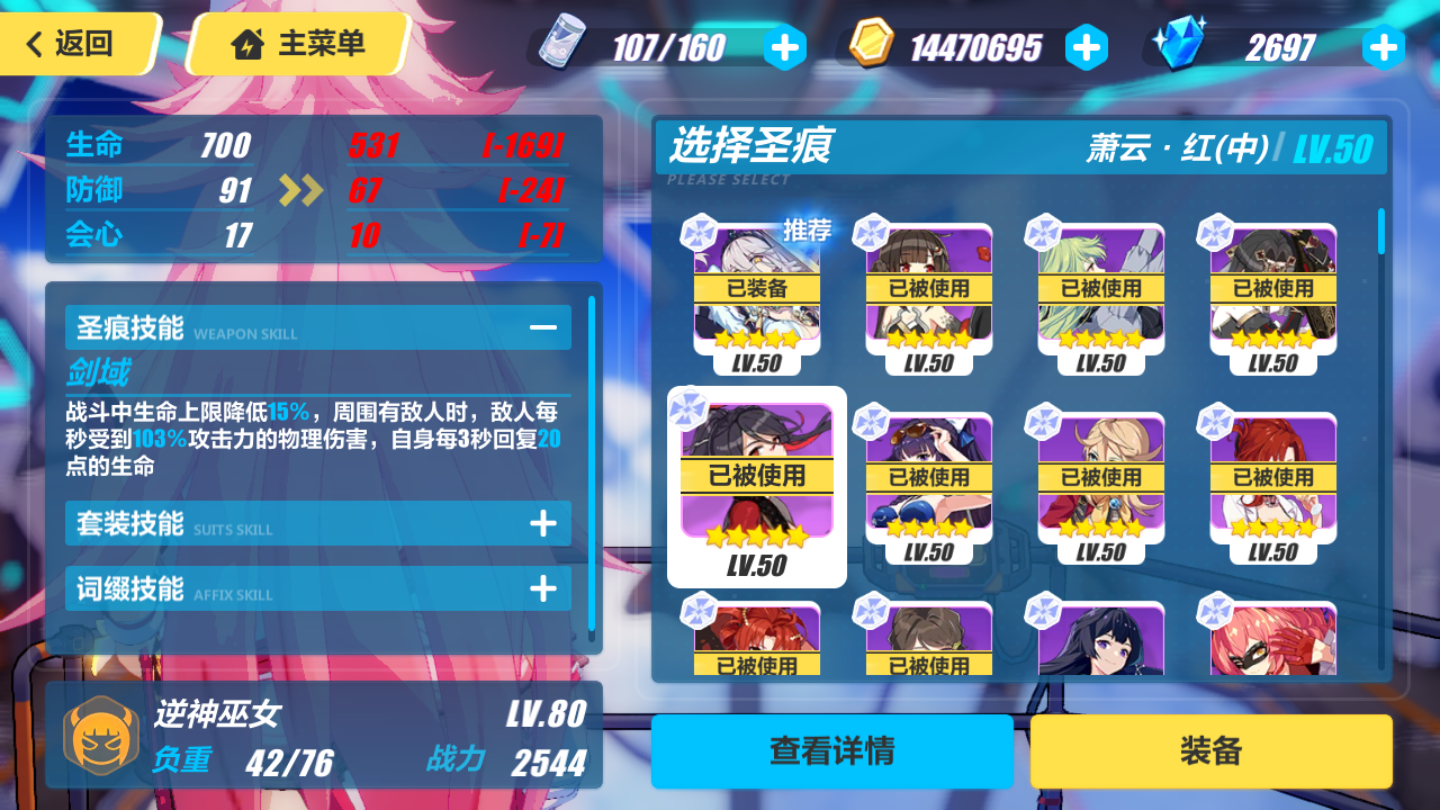 返回
主菜单
107/160
14470695
2697
生命 700 531 [-169]
防御 91 67 [-24]
会心 17 10 [-7]
圣痕技能 WEAPON SKILL
剑域
战斗中生命上限降低15%，周围有敌人时，敌人每
秒受到103%攻击力的物理伤害，自身每3秒回复20
点的生命
套装技能 SUITS SKILL
词缀技能 AFFIX SKILL
逆神巫女 LV.80
负重 42/76 战力 2544
选择圣痕 萧云·红(中)/ LV.50
PLEASE SELECT
推荐
已装备 已被使用 已被使用 已被使用
LV.50 LV.50 LV.50 LV.50
已被使用 已被使用 已被使用 已被使用
LV.50 LV.50 LV.50 LV.50
已被使用 已被使用
查看详情 装备